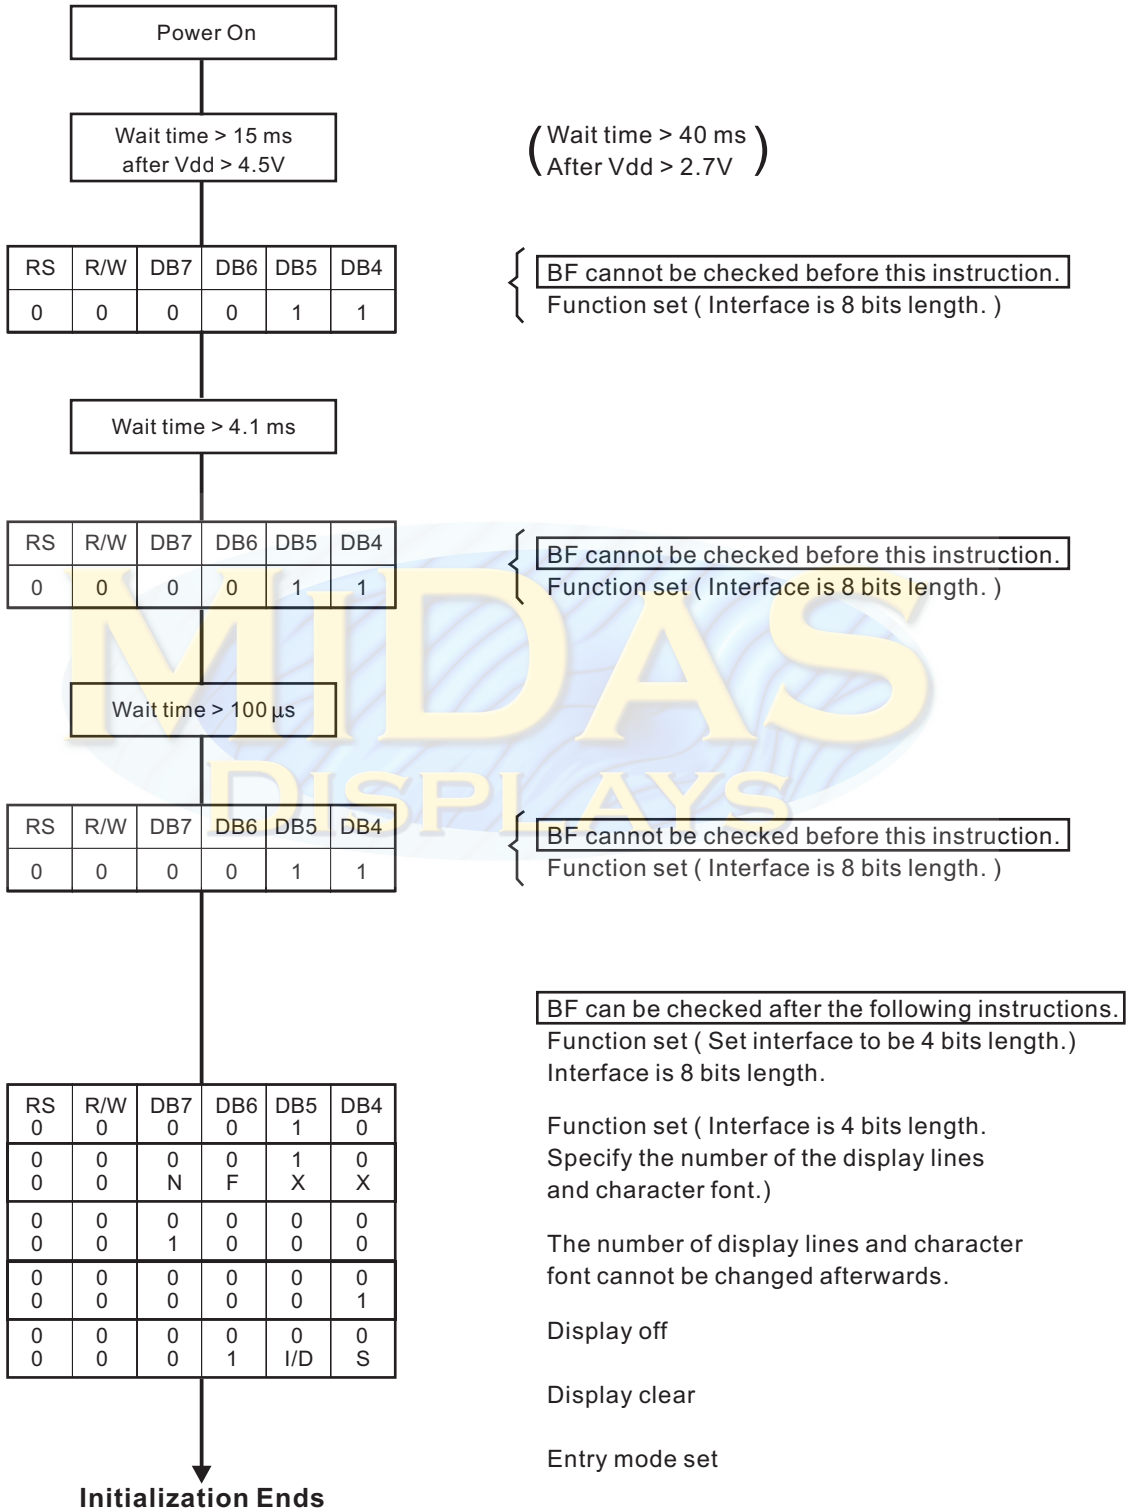 Power On
Wait time > 15 ms
after Vdd > 4.5V
(Wait time > 40 ms
After Vdd > 2.7V)
RS R/W DB7 DB6 DB5 DB4
0 0 0 0 1 1
BF cannot be checked before this instruction.
Function set ( Interface is 8 bits length. )
Wait time > 4.1 ms
RS R/W DB7 DB6 DB5 DB4
0 0 0 0 1 1
BF cannot be checked before this instruction.
Function set ( Interface is 8 bits length. )
MIDAS
Wait time > 100 µs
DISPLAYS
RS R/W DB7 DB6 DB5 DB4
0 0 0 0 1 1
BF cannot be checked before this instruction.
Function set ( Interface is 8 bits length. )
BF can be checked after the following instructions.
Function set ( Set interface to be 4 bits length.)
Interface is 8 bits length.
RS R/W DB7 DB6 DB5 DB4
0 0 0 0 1 0
0 0 0 0 1 0
0 0 N F X X
0 0 0 0 0 0
0 0 1 0 0 0
0 0 0 0 0 0
0 0 0 0 0 1
0 0 0 0 0 0
0 0 0 1 I/D S
Function set ( Interface is 4 bits length.
Specify the number of the display lines
and character font.)
The number of display lines and character
font cannot be changed afterwards.
Display off
Display clear
Entry mode set
Initialization Ends